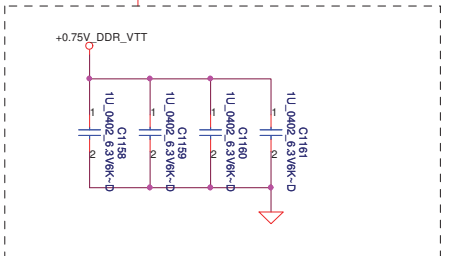 +0.75V_DDR_VTT
1
2
C1158
1U_0402_6.3V6K~D
1
2
C1159
1U_0402_6.3V6K~D
1
2
C1160
1U_0402_6.3V6K~D
1
2
C1161
1U_0402_6.3V6K~D